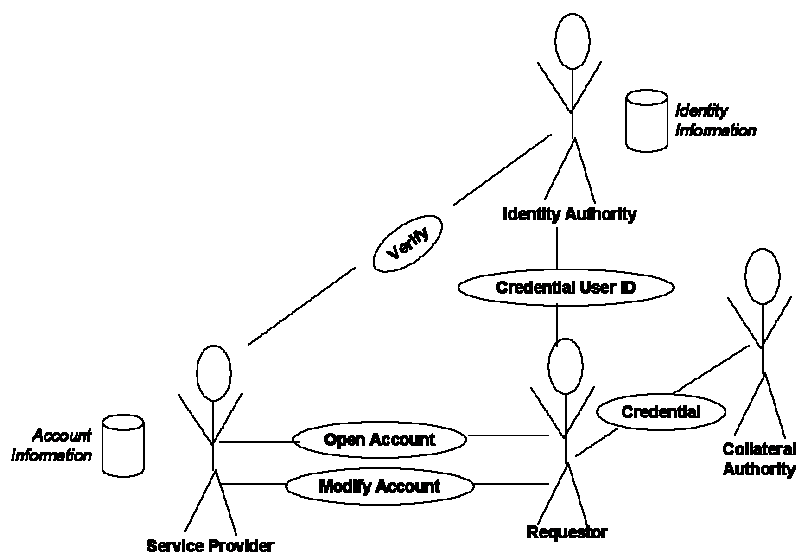 Identity
Information
Identity Authority
Verify
Credential User ID
Credential
Collateral
Authority
Account
Information
Open Account
Modify Account
Service Provider
Requestor